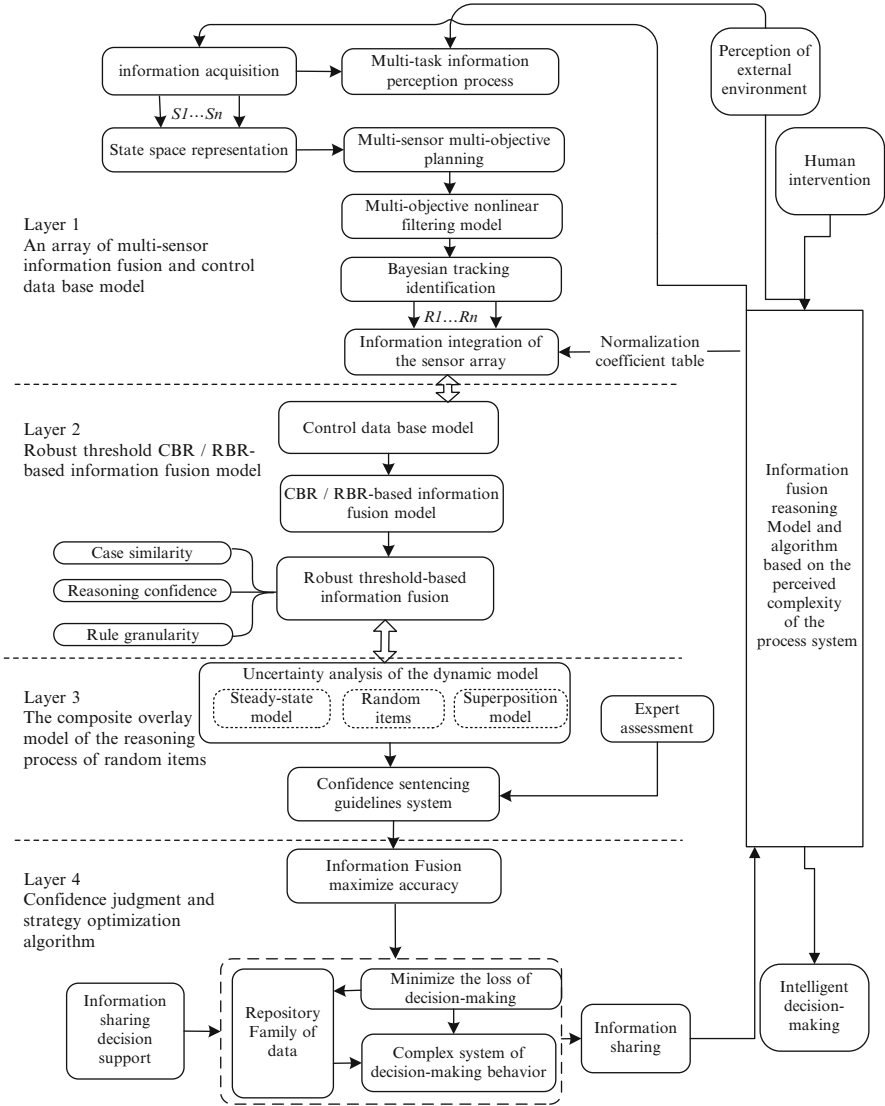 information acquisition
Multi-task information
perception process
Perception of
external
environment
S1...Sn
State space representation
Multi-sensor multi-objective
planning
Human
intervention
Layer 1
An array of multi-sensor
information fusion and control
data base model
Multi-objective nonlinear
filtering model
Bayesian tracking
identification
R1...Rn
Information integration of
the sensor array
Normalization
coefficient table
Layer 2
Robust threshold CBR / RBR-
based information fusion model
Control data base model
CBR / RBR-based information
fusion model
Case similarity
Reasoning confidence
Rule granularity
Robust threshold-based
information fusion
Information
fusion
reasoning
Model and
algorithm
based on the
perceived
complexity
of the
process system
Layer 3
The composite overlay
model of the reasoning
process of random items
Uncertainty analysis of the dynamic model
Steady-state
model
Random
items
Superposition
model
Expert
assessment
Confidence sentencing
guidelines system
Layer 4
Confidence judgment and
strategy optimization
algorithm
Information Fusion
maximize accuracy
Information
sharing
decision
support
Repository
Family of
data
Minimize the loss of
decision-making
Complex system of
decision-making behavior
Information
sharing
Intelligent
decision-
making